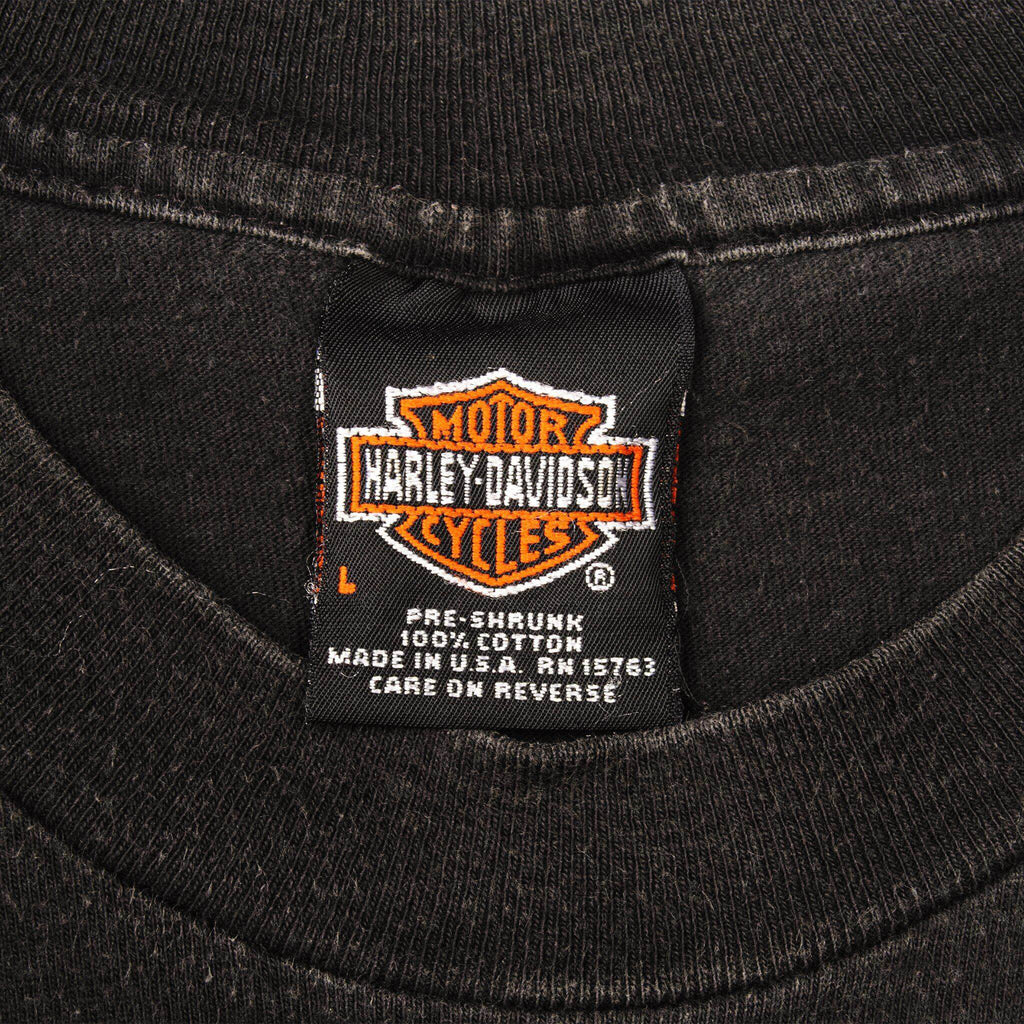 MOTOR
HARLEY-DAVIDSON
CYCLES
®
L
PRE-SHRUNK
100% COTTON
MADE IN U.S.A. RN 15763
CARE ON REVERSE